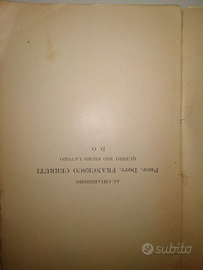 AL CHIARISSIMO
PROF. DOTT. FRANCESCO CERRUTI
QUESTO MIO PRIMO LAVORO
D. O.
subito